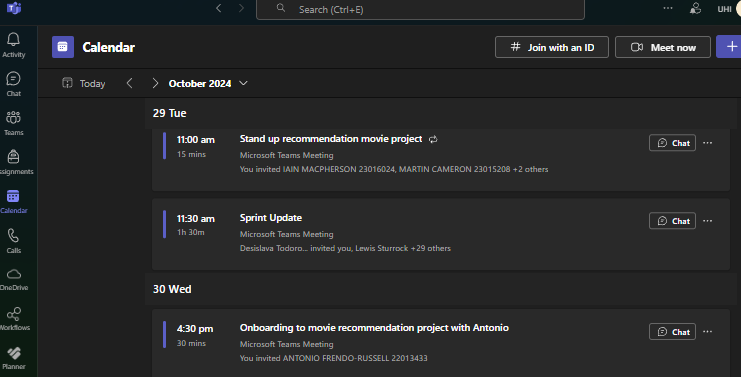 Search (Ctrl+E)
UHI
Activity
Chat
Teams
ssignments
Calendar
Calls
OneDrive
Workflows
Planner
Calendar
# Join with an ID
Meet now
+
Today
October 2024
29 Tue
11:00 am
Stand up recommendation movie project
Chat
15 mins
Microsoft Teams Meeting
You invited IAIN MACPHERSON 23016024, MARTIN CAMERON 23015208 +2 others
11:30 am
Sprint Update
Chat
1h 30m
Microsoft Teams Meeting
Desislava Todoro... invited you, Lewis Sturrock +29 others
30 Wed
4:30 pm
Onboarding to movie recommendation project with Antonio
Chat
30 mins
Microsoft Teams Meeting
You invited ANTONIO FRENDO-RUSSELL 22013433